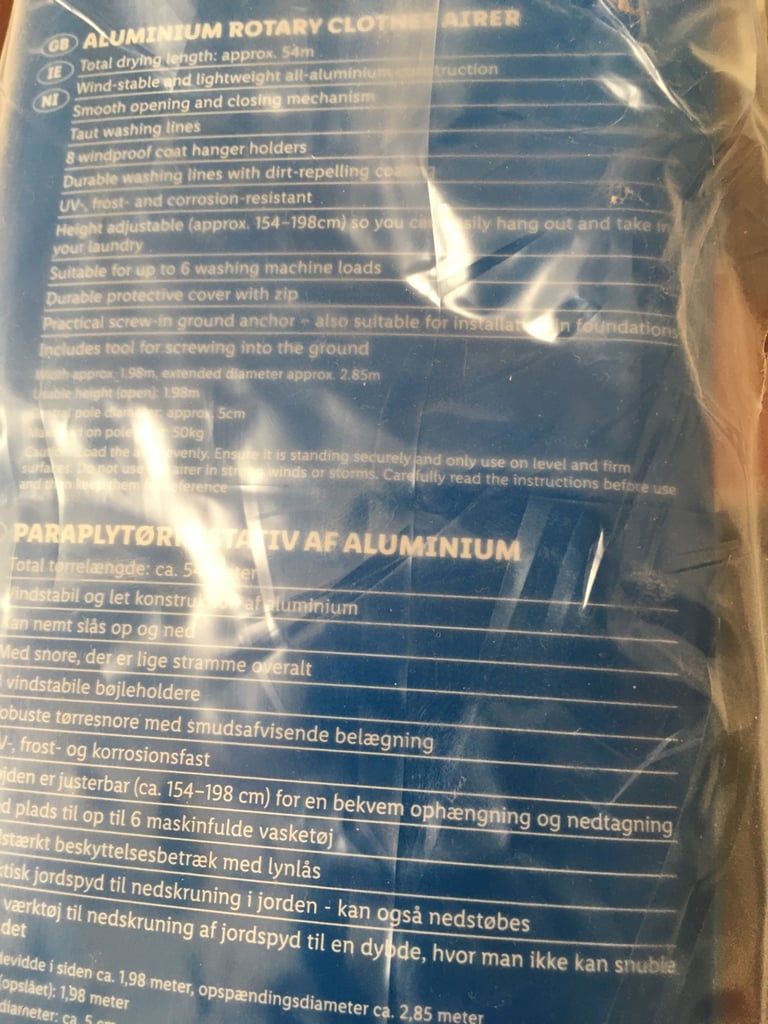 GB ALUMINIUM ROTARY CLOTHES AIRER
IE Total drying length: approx. 54m
NI Wind-stable and lightweight all-aluminium construction
Smooth opening and closing mechanism
Taut washing lines
8 windproof coat hanger holders
Durable washing lines with dirt-repelling
UV-, frost- and corrosion-resistant
Height adjustable (approx. 154–198cm) so you can easily hang out and take in
your laundry
Suitable for up to 6 washing machine loads
Durable protective cover with zip
Practical screw-in ground anchor – also suitable for installation in foundations
Includes tool for screwing into the ground
Width approx. 1.98m, extended diameter approx. 2.85m
Usable height (open): 1.98m
pole approx. 5cm
on pole 50kg
Load the evenly. Ensure it is standing securely and only use on level and firm
surfaces. Do not use airer in strong winds or storms. Carefully read the instructions before use
and then keep them for reference
PARAPLYTØR TATIV AF ALUMINIUM
Total tørrelængde: ca.
Vindstabil og let af aluminium
Kan nemt slås op og ned
Med snore, der er lige stramme overalt
vindstabile bøjleholdere
obuste tørresnore med smudsafvisende belægning
V-, frost- og korrosionsfast
øjden er justerbar (ca. 154–198 cm) for en bekvem ophængning og nedtagning
d plads til op til 6 maskinfulde vasketøj
stærkt beskyttelsesbetræk med lynlås
ktisk jordspyd til nedskruning i jorden - kan også nedstøbes
værktøj til nedskruning af jordspyd til en dybde, hvor man ikke kan snuble
det
evidde i siden ca. 1,98 meter, opspændingsdiameter ca. 2,85 meter
(opslået): 1,98 meter
diameter: ca. 5 cm